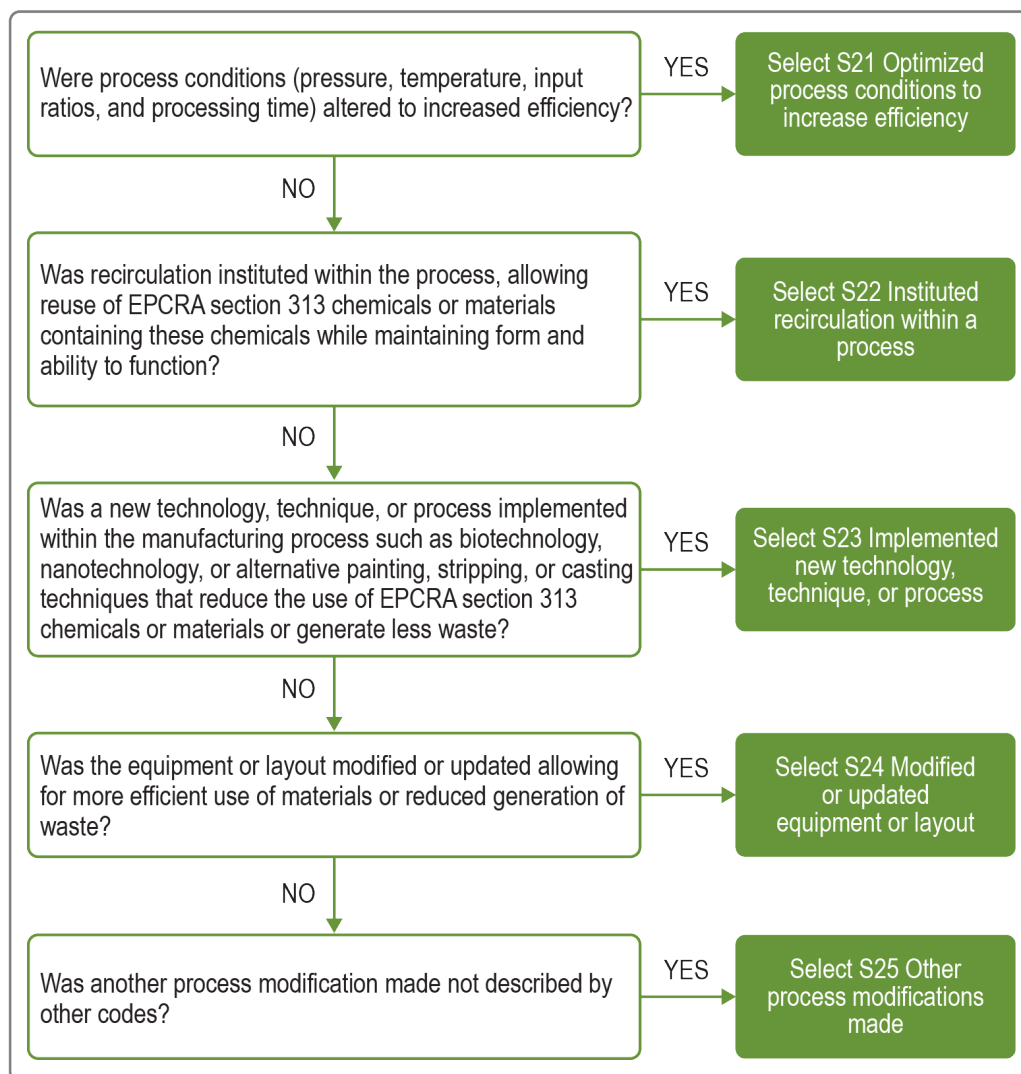 Were process conditions (pressure, temperature, input
ratios, and processing time) altered to increased efficiency?
YES
Select S21 Optimized
process conditions to
increase efficiency
NO
Was recirculation instituted within the process, allowing
reuse of EPCRA section 313 chemicals or materials
containing these chemicals while maintaining form and
ability to function?
YES
Select S22 Instituted
recirculation within a
process
NO
Was a new technology, technique, or process implemented
within the manufacturing process such as biotechnology,
nanotechnology, or alternative painting, stripping, or casting
techniques that reduce the use of EPCRA section 313
chemicals or materials or generate less waste?
YES
Select S23 Implemented
new technology,
technique, or process
NO
Was the equipment or layout modified or updated allowing
for more efficient use of materials or reduced generation of
waste?
YES
Select S24 Modified
or updated
equipment or layout
NO
Was another process modification made not described by
other codes?
YES
Select S25 Other
process modifications
made